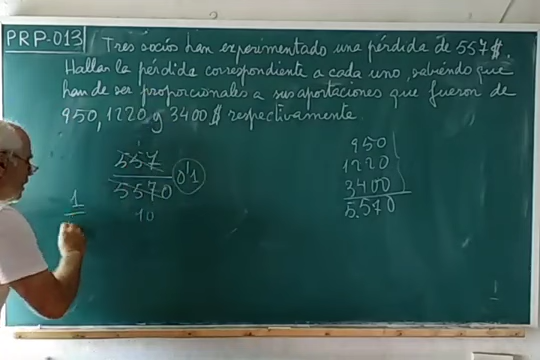 PRP-013 Tres socios han experimentado una pérdida de 557$.
Hallar la pérdida correspondiente a cada uno, sabiendo que
han de ser proporcionales a sus aportaciones que fueron de
950, 1220 y 3400 $ respectivamente.
1
557
5570
10
0'1
950
1220
3400
5.570
1
1